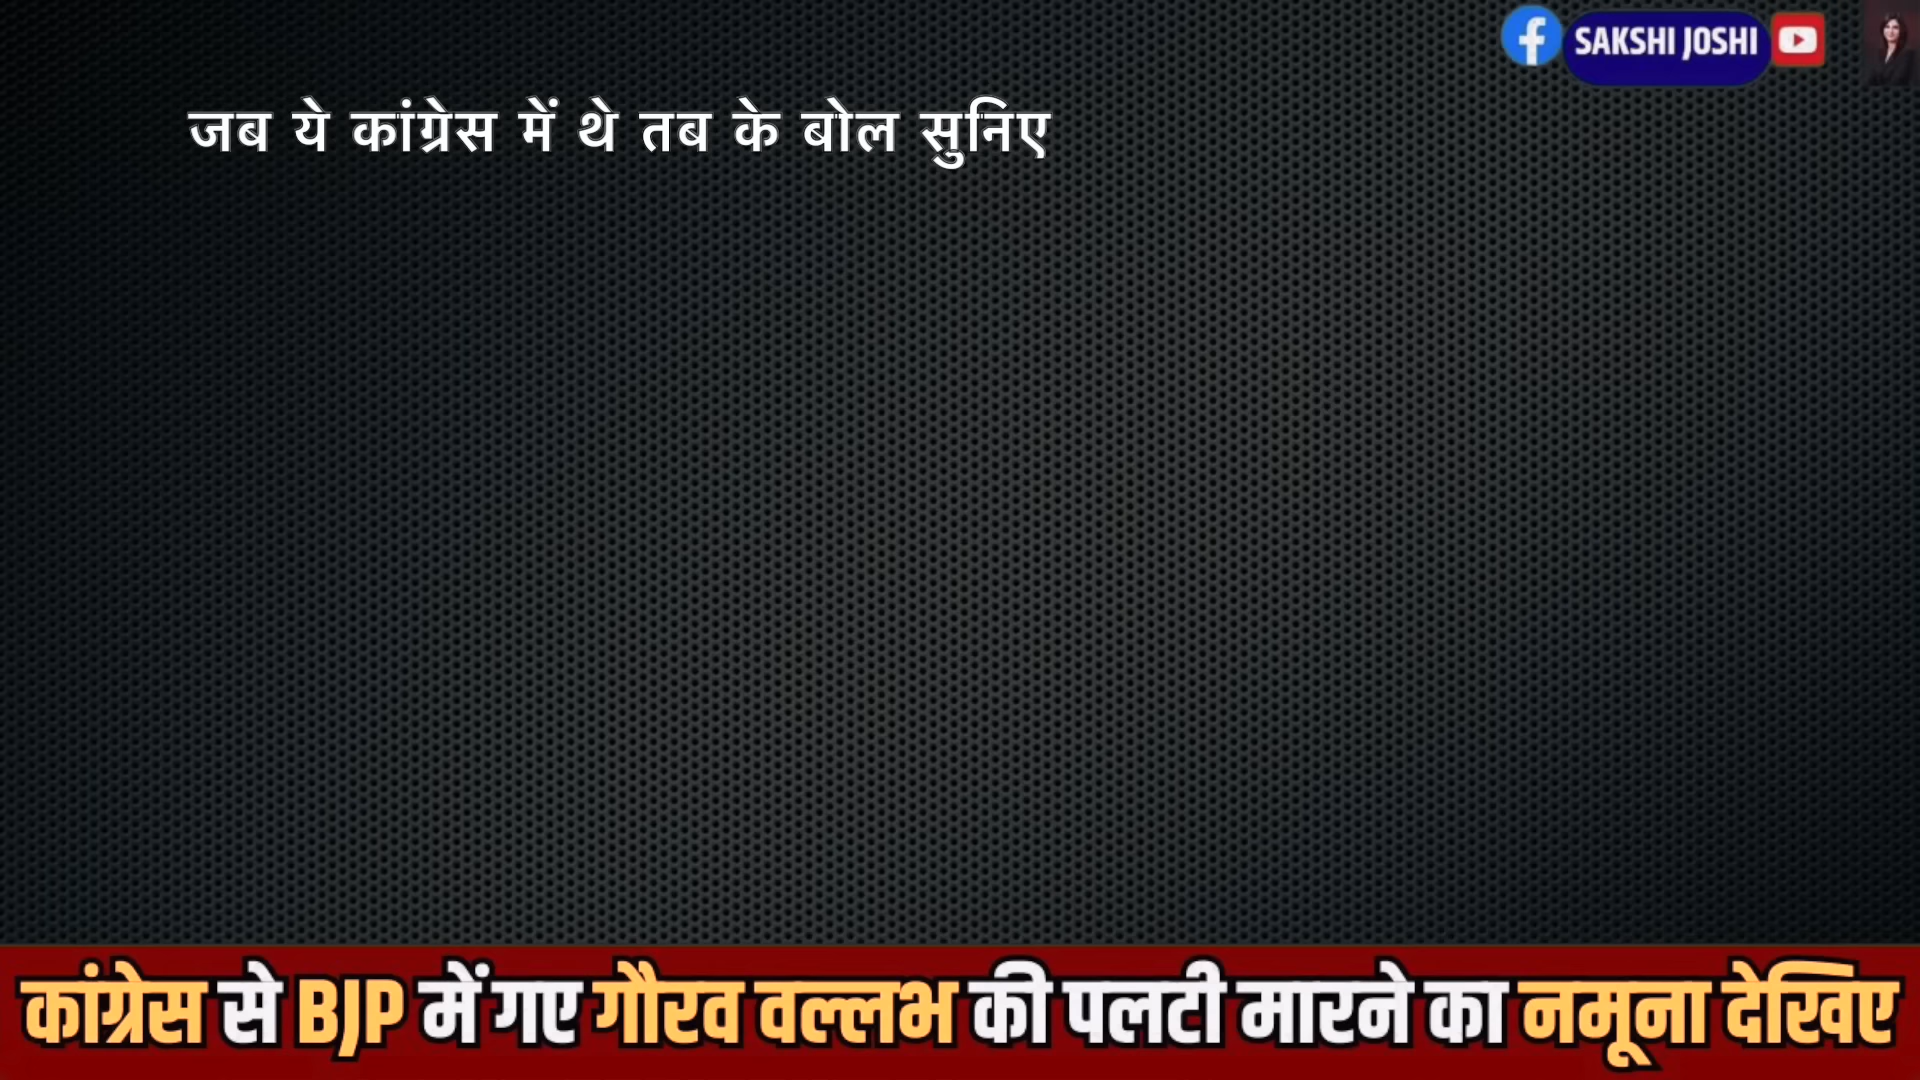 SAKSHI JOSHI
जब ये कांग्रेस में थे तब के बोल सुनिए
कांग्रेस से BJP में गए गौरव वल्लभ की पलटी मारने का नमूना देखिए